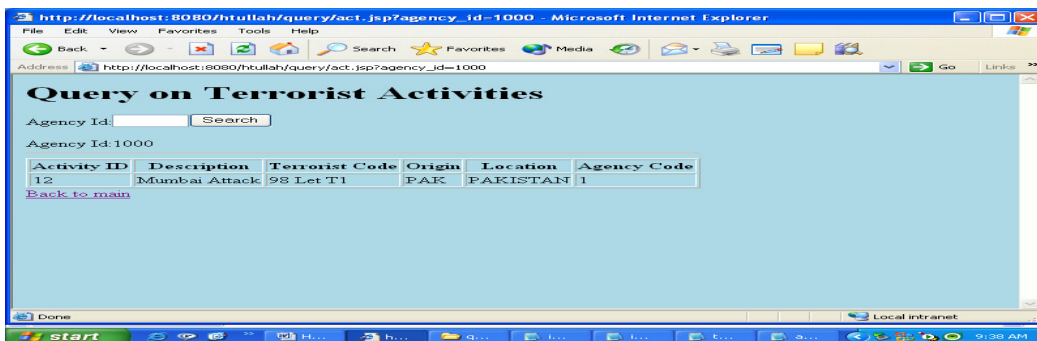 http://localhost:8080/htullah/query/act.jsp?agency_id=1000 - Microsoft Internet Explorer
File Edit View Favorites Tools Help
Back Search Favorites Media
Address http://localhost:8080/htullah/query/act.jsp?agency_id=1000 Go Links »
Query on Terrorist Activities
Agency Id: Search
Agency Id:1000
Activity ID Description Terrorist Code Origin Location Agency Code
12 Mumbai Attack 98 Let T1 PAK PAKISTAN 1
Back to main
Done Local intranet
start » H... h... q... t... a... 9:38 AM